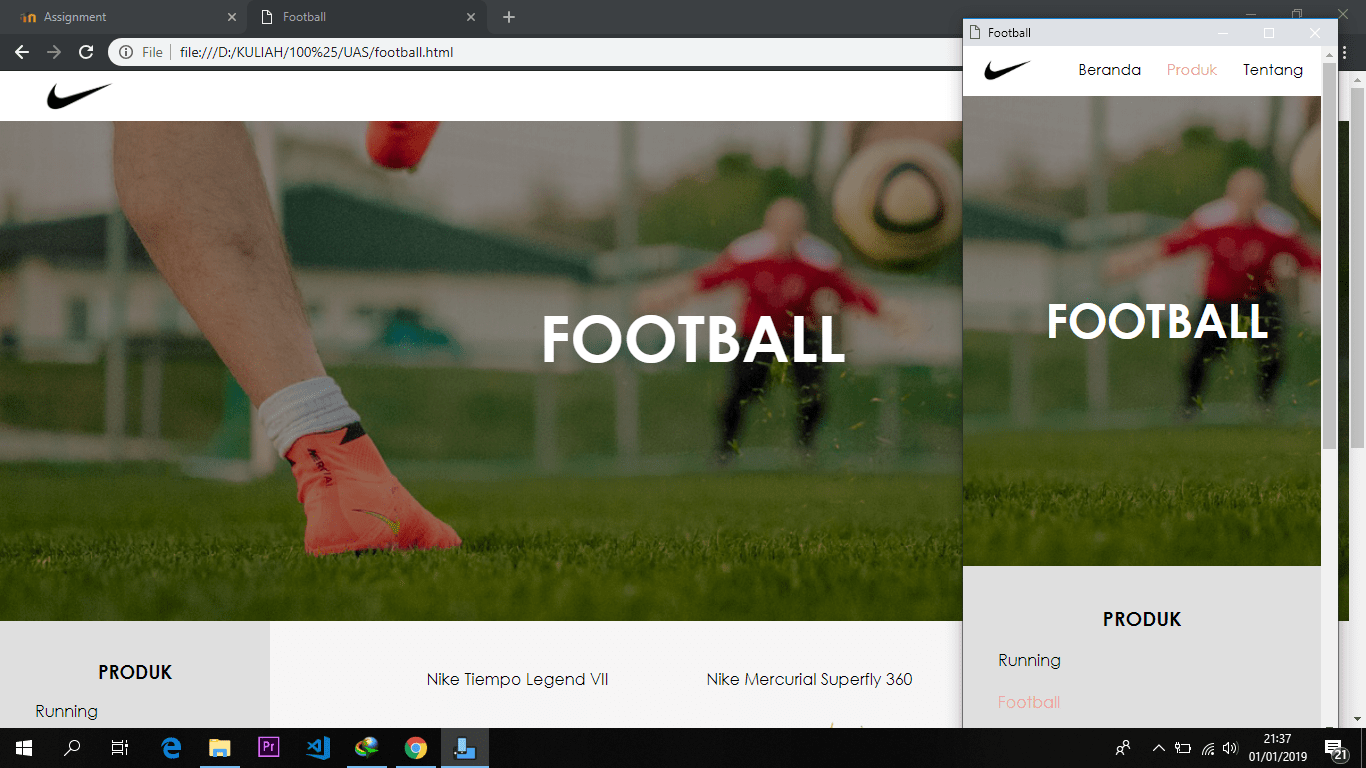 Assignment
Football
File
file:///D:/KULIAH/100%25/UAS/football.html
FOOTBALL
PRODUK
Running
Nike Tiempo Legend VII
Nike Mercurial Superfly 360
Football
Beranda
Produk
Tentang
FOOTBALL
PRODUK
Running
Football
Pr
21:37
01/01/2019
21